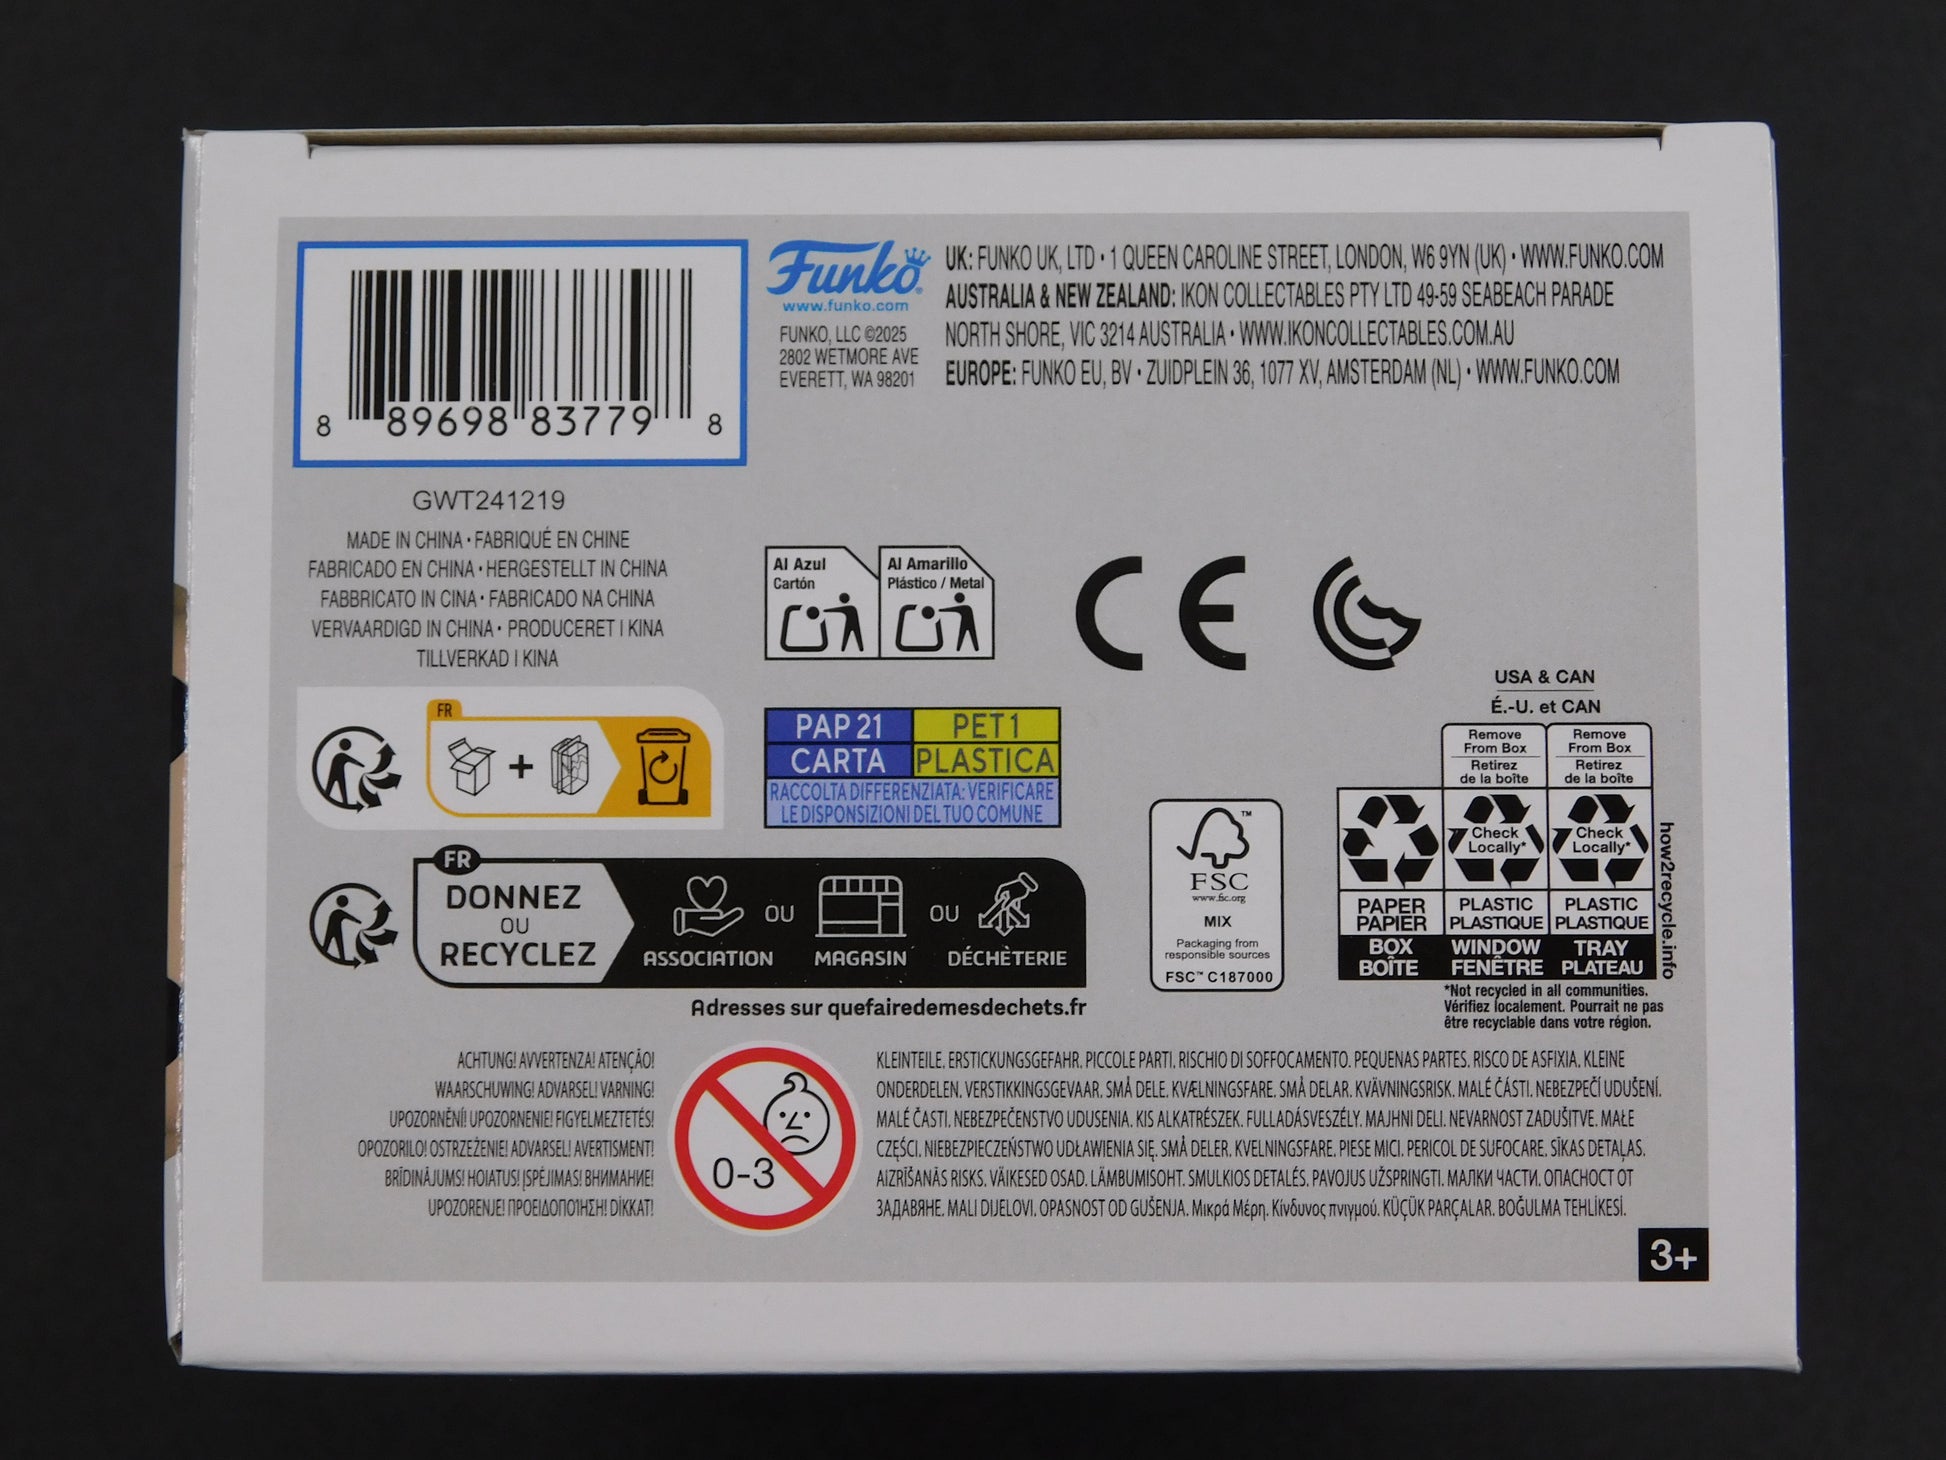 8 89698 83779 8
GWT241219
MADE IN CHINA • FABRIQUÉ EN CHINE
FABRICADO EN CHINA • HERGESTELLT IN CHINA
FABBRICATO IN CINA • FABRICADO NA CHINA
VERVAARDIGD IN CHINA • PRODUCERET I KINA
TILLVERKAD I KINA
Funko
www.funko.com
FUNKO, LLC ©2025
2802 WETMORE AVE
EVERETT, WA 98201
UK: FUNKO UK, LTD • 1 QUEEN CAROLINE STREET, LONDON, W6 9YN (UK) • WWW.FUNKO.COM
AUSTRALIA & NEW ZEALAND: IKON COLLECTABLES PTY LTD 49-59 SEABEACH PARADE
NORTH SHORE, VIC 3214 AUSTRALIA • WWW.IKONCOLLECTABLES.COM.AU
EUROPE: FUNKO EU, BV • ZUIDPLEIN 36, 1077 XV, AMSTERDAM (NL) • WWW.FUNKO.COM
Al Azul
Cartón
Al Amarillo
Plástico / Metal
CE
FR
+
PAP 21
CARTA
PET 1
PLASTICA
RACCOLTA DIFFERENZIATA: VERIFICARE
LE DISPONSIZIONI DEL TUO COMUNE
FR
DONNEZ
OU
RECYCLEZ
ASSOCIATION
OU
MAGASIN
OU
DÉCHÈTERIE
Adresses sur quefairedemesdechets.fr
FSC
™
www.fsc.org
MIX
Packaging from
responsible sources
FSC™ C187000
USA & CAN
É.-U. et CAN
Remove
From Box
Retirez
de la boîte
Remove
From Box
Retirez
de la boîte
Check
Locally*
Check
Locally*
PAPER
PAPIER
BOX
BOÎTE
PLASTIC
PLASTIQUE
WINDOW
FENÊTRE
PLASTIC
PLASTIQUE
TRAY
PLATEAU
how2recycle.info
*Not recycled in all communities.
Vérifiez localement. Pourrait ne pas
être recyclable dans votre région.
ACHTUNG! AVVERTENZA! ATENÇÃO!
WAARSCHUWING! ADVARSEL! VARNING!
UPOZORNĚNÍ! UPOZORNENIE! FIGYELMEZTETÉS!
OPOZORILO! OSTRZEŻENIE! ADVARSEL! AVERTISMENT!
BRĪDINĀJUMS! HOIATUS! ĮSPĖJIMAS! ВНИМАНИЕ!
UPOZORENJE! ΠΡΟΕΙΔΟΠΟΊΗΣΗ! DİKKAT!
0-3
KLEINTEILE. ERSTICKUNGSGEFAHR. PICCOLE PARTI. RISCHIO DI SOFFOCAMENTO. PEQUENAS PARTES. RISCO DE ASFIXIA. KLEINE
ONDERDELEN. VERSTIKKINGSGEVAAR. SMÅ DELE. KVÆLNINGSFARE. SMÅ DELAR. KVÄVNINGSRISK. MALÉ ČÁSTI. NEBEZPEČÍ UDUŠENÍ.
MALÉ ČASTI. NEBEZPEČENSTVO UDUSENIA. KIS ALKATRÉSZEK. FULLADÁSVESZÉLY. MAJHNI DELI. NEVARNOST ZADUŠITVE. MAŁE
CZĘŚCI. NIEBEZPIECZEŃSTWO UDŁAWIENIA SIĘ. SMÅ DELER. KVELNINGSFARE. PIESE MICI. PERICOL DE SUFOCARE. SĪKAS DETAĻAS.
AIZRĪŠANĀS RISKS. VÄIKESED OSAD. LÄMBUMISOHT. SMULKIOS DETALĖS. PAVOJUS UŽSPRINGTI. МАЛКИ ЧАСТИ. ОПАСНОСТ ОТ
ЗАДАВЯНЕ. MALI DIJELOVI. OPASNOST OD GUŠENJA. Μικρά Μέρη. Κίνδυνος πνιγμού. KÜÇÜK PARÇALAR. BOĞULMA TEHLİKESİ.
3+